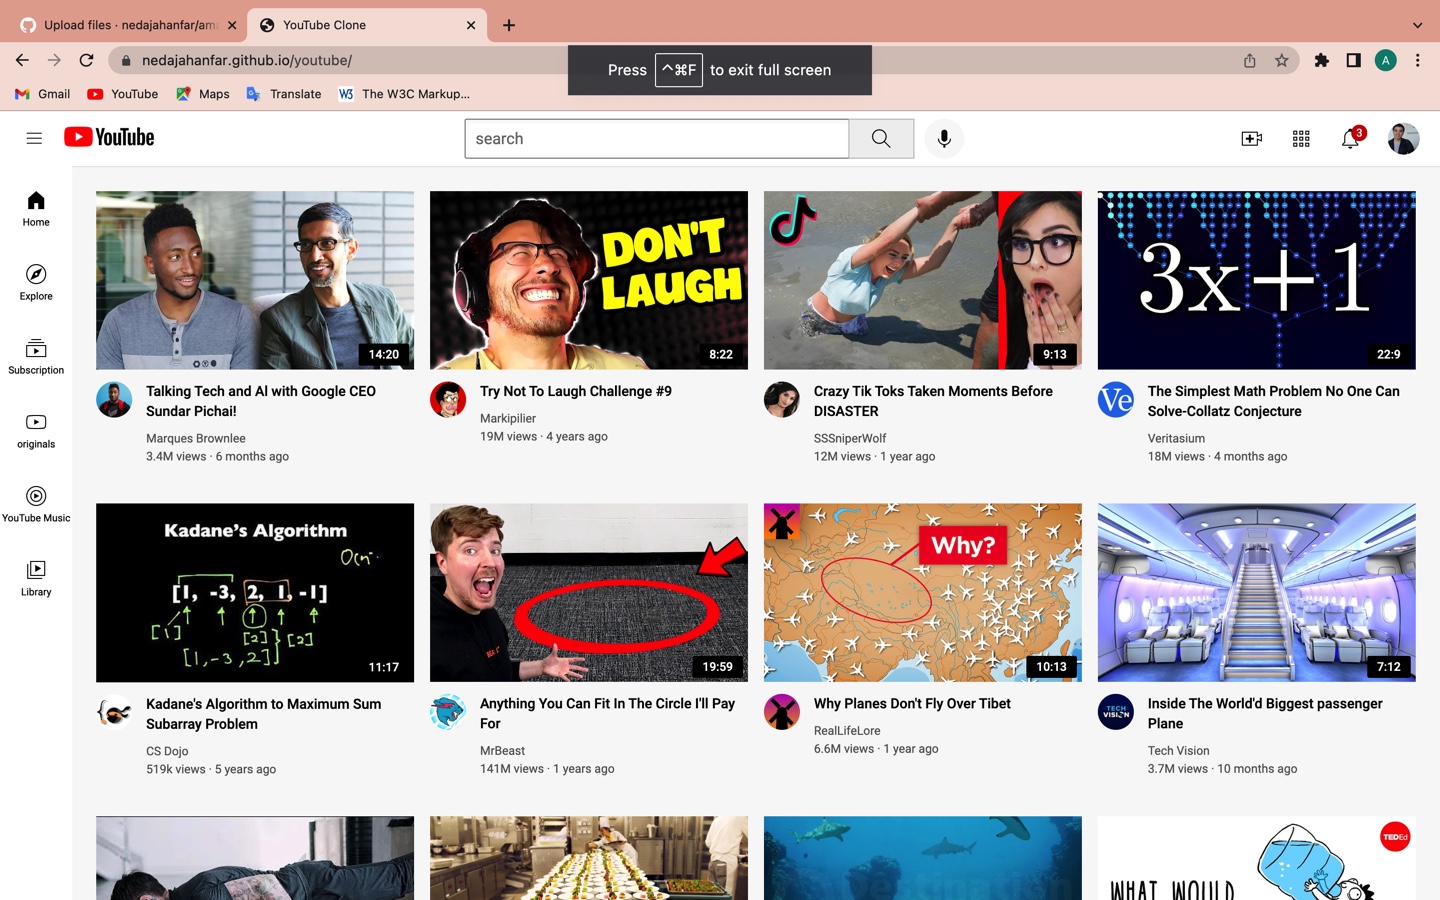 Upload files · nedajahanfar/am
YouTube Clone
nedajahanfar.github.io/youtube/
Press ^⌘F to exit full screen
A
Gmail
YouTube
Maps
Translate
W3 The W3C Markup...
YouTube
search
3
Home
Explore
Subscription
originals
YouTube Music
Library
14:20
Talking Tech and AI with Google CEO
Sundar Pichai!
Marques Brownlee
3.4M views · 6 months ago
DON'T
LAUGH
8:22
Try Not To Laugh Challenge #9
Markipilier
19M views · 4 years ago
9:13
Crazy Tik Toks Taken Moments Before
DISASTER
SSSniperWolf
12M views · 1 year ago
3x+1
22:9
Ve
The Simplest Math Problem No One Can
Solve-Collatz Conjecture
Veritasium
18M views · 4 months ago
Kadane's Algorithm
[1, -3, 2, 1, -1]
[1]
[2]
[2]
[1,-3,2]
11:17
Kadane's Algorithm to Maximum Sum
Subarray Problem
CS Dojo
519k views · 5 years ago
19:59
Anything You Can Fit In The Circle I'll Pay
For
MrBeast
141M views · 1 years ago
Why?
10:13
Why Planes Don't Fly Over Tibet
RealLifeLore
6.6M views · 1 year ago
7:12
TECH
VISION
Inside The World'd Biggest passenger
Plane
Tech Vision
3.7M views · 10 months ago
TEDEd
WHAT WOULD